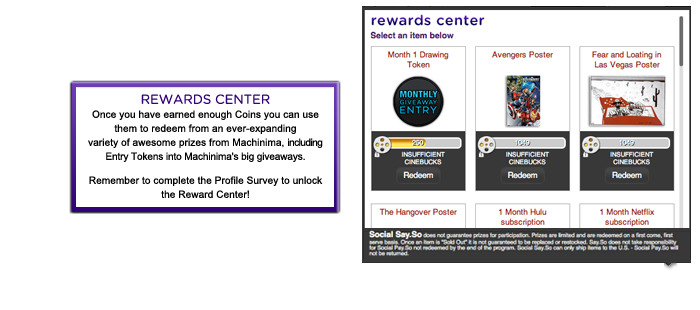 REWARDS CENTER
Once you have earned enough Coins you can use
them to redeem from an ever-expanding
variety of awesome prizes from Machinima, including
Entry Tokens into Machinima's big giveaways.
Remember to complete the Profile Survey to unlock
the Reward Center!
rewards center
Select an item below
Month 1 Drawing
Token
MONTHLY
GIVEAWAY
ENTRY
250
INSUFFICIENT
CINEBUCKS
Redeem
Avengers Poster
1049
INSUFFICIENT
CINEBUCKS
Redeem
Fear and Loating in
Las Vegas Poster
1049
INSUFFICIENT
CINEBUCKS
Redeem
The Hangover Poster
1 Month Hulu
subscription
1 Month Netflix
subscription
Social Say.So does not guarantee prizes for participation. Prizes are limited and are redeemed on a first come, first
serve basis. Once an item is "Sold Out" it is not guaranteed to be replaced or restocked. Say.So does not take responsibility
for Social Pay.So not redeemed by the end of the program. Social Say.So can only ship items to the U.S. - Social Pay.So will
not be returned.